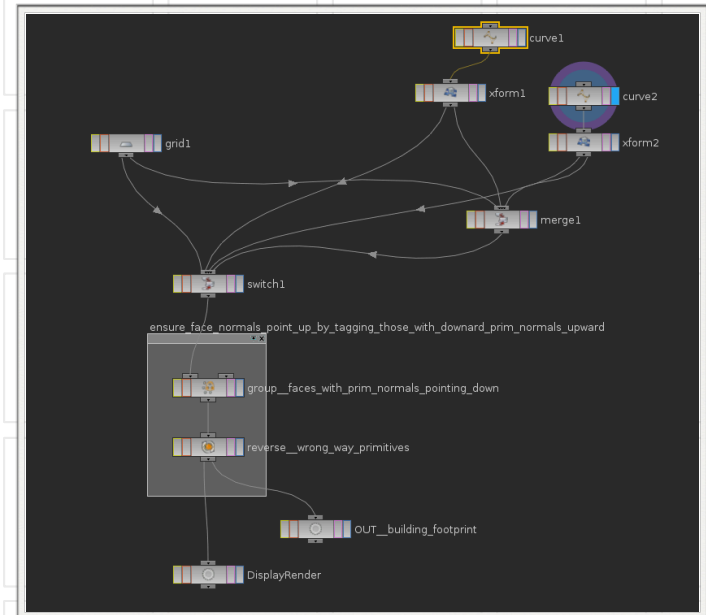 curve1
xform1
curve2
grid1
xform2
merge1
switch1
ensure_face_normals_point_up_by_tagging_those_with_downard_prim_normals_upward
group__faces_with_prim_normals_pointing_down
reverse__wrong_way_primitives
OUT__building_footprint
DisplayRender